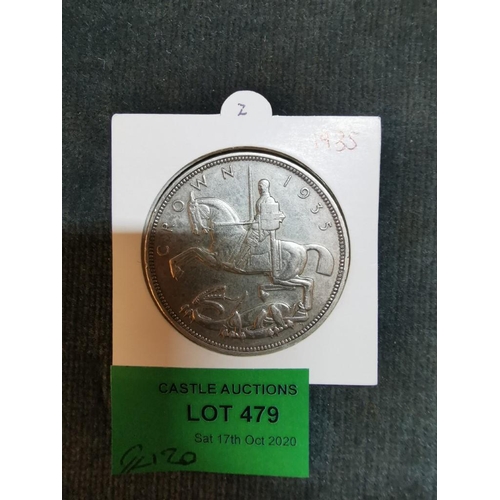 2
1935
CROWN 1935
CASTLE AUCTIONS
LOT 479
Sat 17th Oct 2020